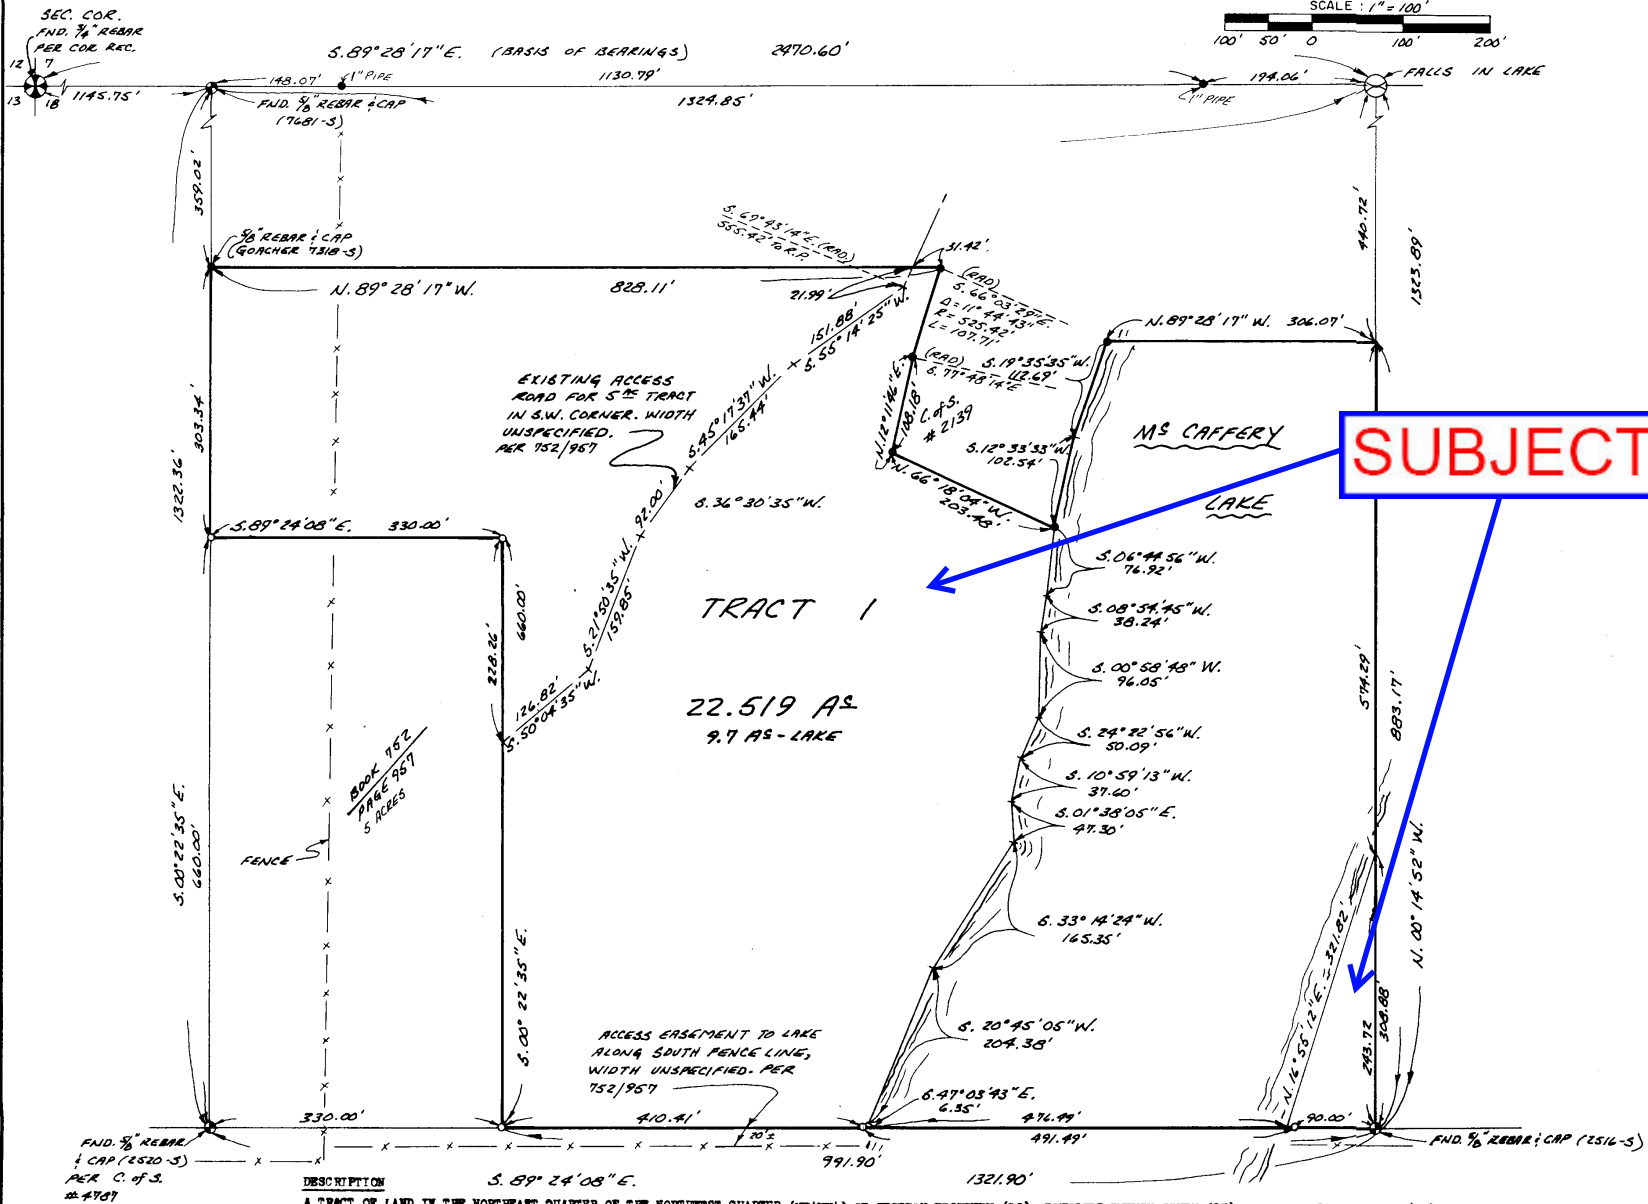 SEC. COR.
FND. 3/4" REBAR
PER COR REC.
12 7
13 18
SCALE : 1" = 100'
100' 50' 0 100' 200'
S.89°28'17"E. (BASIS OF BEARINGS) 2470.60'
1145.75'
148.07'
1" PIPE
1130.79'
194.06'
FALLS IN LAKE
FND. 5/8" REBAR & CAP
(7681-S)
1324.85'
1" PIPE
359.02'
440.72'
1323.89'
5/8" REBAR & CAP
(GOACHER 7318-S)
S. 67°43'14"E. (RAD.)
555.42' TO R.P.
31.42'
N. 89°28'17" W.
828.11'
21.99'
(RAD)
S. 66°03'29"E.
Δ = 11°44'43"
R = 525.42'
L = 107.71'
151.88'
S. 55°14'25" W.
N. 89°28'17" W. 306.07'
(RAD)
S. 77°48'14"E
S. 19°35'35"W.
112.69'
EXISTING ACCESS
ROAD FOR 5 AC TRACT
IN S.W. CORNER. WIDTH
UNSPECIFIED.
PER 752/957
S. 45°17'37" W.
165.44'
N. 12°11'46"E.
108.18'
C. of S.
# 2139
S. 12°33'33"W.
102.54'
MC CAFFERY
LAKE
SUBJECT
303.34'
1322.36'
N. 66°18'04" W.
203.48'
92.00'
S. 36°30'35"W.
S. 89°24'08"E. 330.00'
S. 06°44'56"W.
76.92'
S. 21°50'35" W.
159.85'
660.00'
228.26'
TRACT 1
S. 08°54'45"W.
38.24'
S. 00°58'48" W.
96.05'
574.29'
883.17'
126.82'
S. 50°04'35" W.
22.519 AC
9.7 AC - LAKE
S. 24°22'56"W.
50.09'
S. 10°59'13"W.
37.60'
S. 01°38'05"E.
47.30'
BOOK 752
PAGE 957
5 ACRES
FENCE
S. 00°22'35"E.
660.00'
S. 33°14'24"W.
165.35'
N. 16°55'12"E. - 321.82'
N. 00°14'52" W.
S. 00°22'35"E.
ACCESS EASEMENT TO LAKE
ALONG SOUTH FENCE LINE,
WIDTH UNSPECIFIED. PER
752/957
S. 20°45'05"W.
204.38'
293.72
308.88'
S. 47°03'43"E.
6.35'
330.00'
410.41'
476.49'
491.49'
90.00'
20'±
FND. 5/8" REBAR
& CAP (2520-S)
PER C. of S.
# 4787
991.90'
FND. 5/8" REBAR & CAP (2516-S)
S. 89°24'08"E.
1321.90'
DESCRIPTION